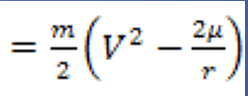 = m/2 (V² − 2μ/r)